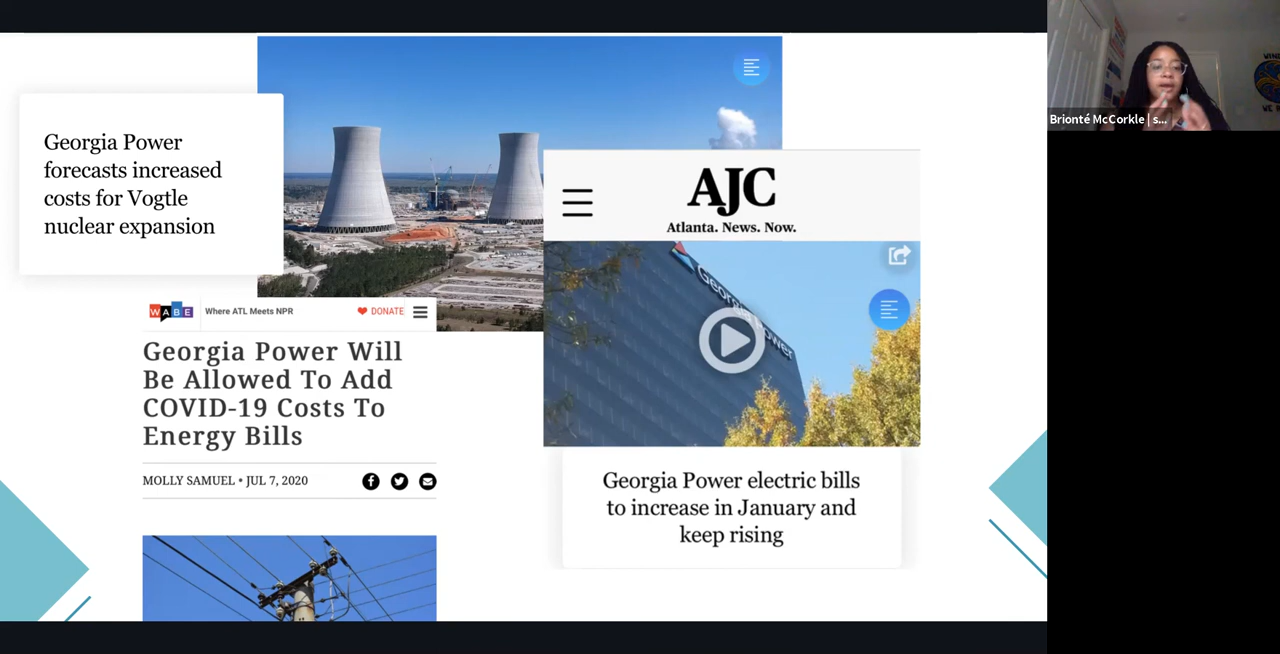 Georgia Power
forecasts increased
costs for Vogtle
nuclear expansion
AJC
Atlanta. News. Now.
Georgia Power
Georgia Power electric bills
to increase in January and
keep rising
WABE
Where ATL Meets NPR
DONATE
Georgia Power Will
Be Allowed To Add
COVID-19 Costs To
Energy Bills
MOLLY SAMUEL • JUL 7, 2020
Brionté McCorkle | s...